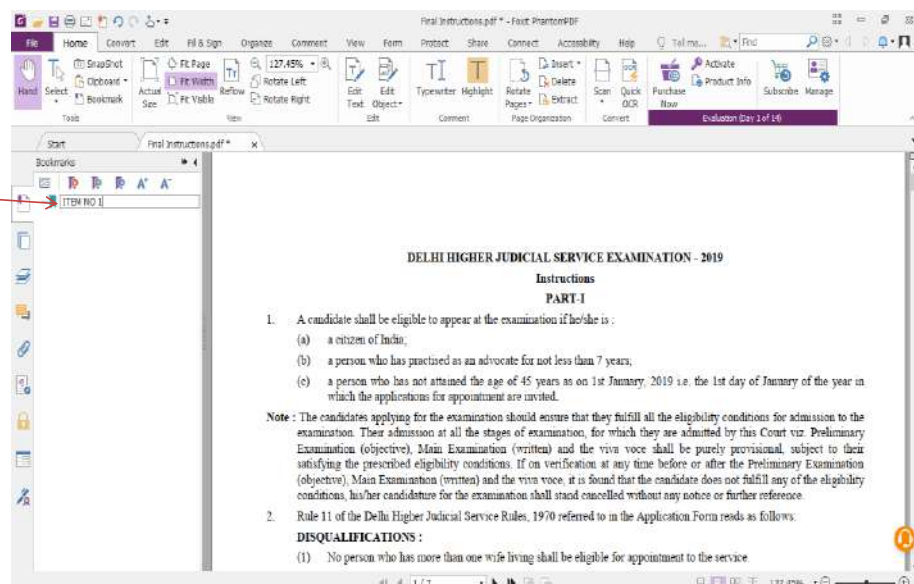 Final Instructions.pdf * - Foxit PhantomPDF
File Home Convert Edit Fill & Sign Organize Comment View Form Protect Share Connect Accessibility Help Tell me... Find
SnapShot
Clipboard
Bookmark
Hand Select
Tools
Actual Size
Fit Page
Fit Width
Fit Visible
Reflow
127.45%
Rotate Left
Rotate Right
View
Edit Text
Edit Object
Edit
Typewriter Highlight
Comment
Rotate Pages
Insert
Delete
Extract
Page Organization
Scan Quick OCR
Convert
Purchase Now
Activate
Product Info
Subscribe Manage
Evaluation (Day 1 of 14)
Start Final Instructions.pdf *
Bookmarks
ITEM NO 1
DELHI HIGHER JUDICIAL SERVICE EXAMINATION - 2019
Instructions
PART-I
1. A candidate shall be eligible to appear at the examination if he/she is :
(a) a citizen of India;
(b) a person who has practised as an advocate for not less than 7 years;
(c) a person who has not attained the age of 45 years as on 1st January, 2019 i.e. the 1st day of January of the year in
which the applications for appointment are invited.
Note : The candidates applying for the examination should ensure that they fulfill all the eligibility conditions for admission to the
examination. Their admission at all the stages of examination, for which they are admitted by this Court viz. Preliminary
Examination (objective), Main Examination (written) and the viva voce shall be purely provisional, subject to their
satisfying the prescribed eligibility conditions. If on verification at any time before or after the Preliminary Examination
(objective), Main Examination (written) and the viva voce, it is found that the candidate does not fulfill any of the eligibility
conditions, his/her candidature for the examination shall stand cancelled without any notice or further reference.
2. Rule 11 of the Delhi Higher Judicial Service Rules, 1970 referred to in the Application Form reads as follows:
DISQUALIFICATIONS :
(1) No person who has more than one wife living shall be eligible for appointment to the service
127.45%